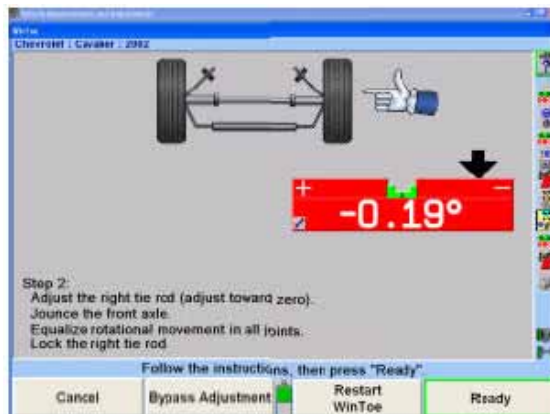 WinToe
Chevrolet : Cavalier : 2002
+
−
-0.19°
Step 2:
Adjust the right tie rod (adjust toward zero).
Jounce the front axle.
Equalize rotational movement in all joints.
Lock the right tie rod
Follow the instructions, then press "Ready".
Cancel
Bypass Adjustment
Restart
WinToe
Ready